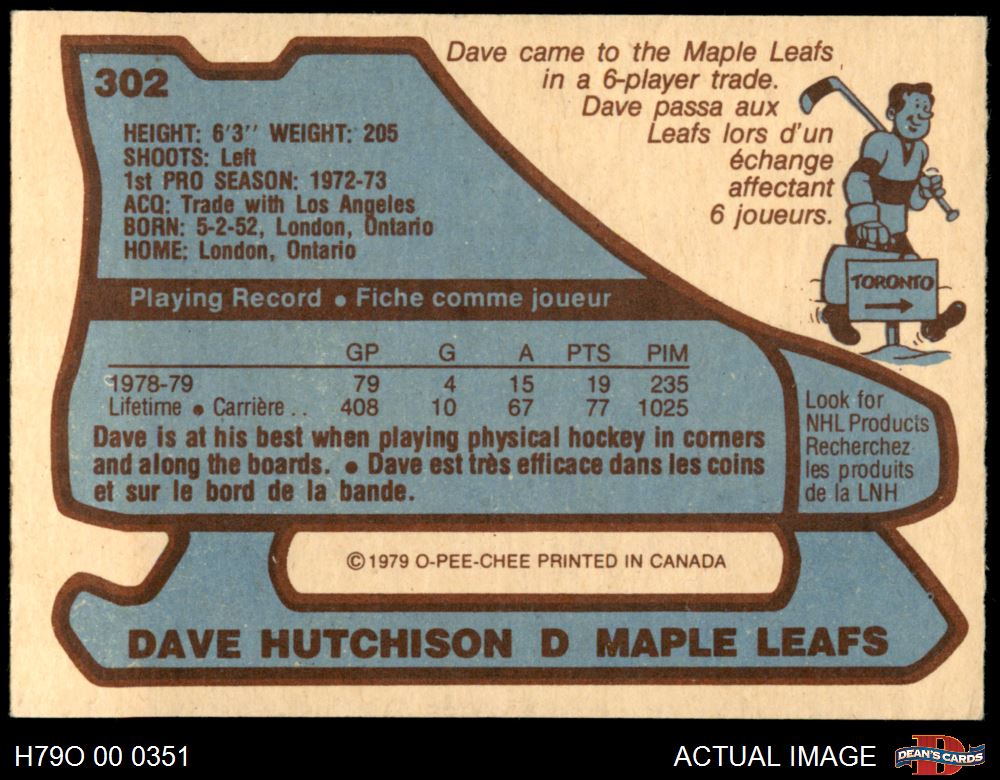 302
Dave came to the Maple Leafs
in a 6-player trade.
Dave passa aux
Leafs lors d'un
échange
affectant
6 joueurs.
HEIGHT: 6'3'' WEIGHT: 205
SHOOTS: Left
1st PRO SEASON: 1972-73
ACQ: Trade with Los Angeles
BORN: 5-2-52, London, Ontario
HOME: London, Ontario
TORONTO
Playing Record • Fiche comme joueur
GP G A PTS PIM
1978-79 79 4 15 19 235
Lifetime • Carrière .. 408 10 67 77 1025
Dave is at his best when playing physical hockey in corners
and along the boards. • Dave est très efficace dans les coins
et sur le bord de la bande.
Look for
NHL Products
Recherchez
les produits
de la LNH
© 1979 O-PEE-CHEE PRINTED IN CANADA
DAVE HUTCHISON D MAPLE LEAFS
H79O 00 0351
ACTUAL IMAGE
D
DEAN'S CARDS